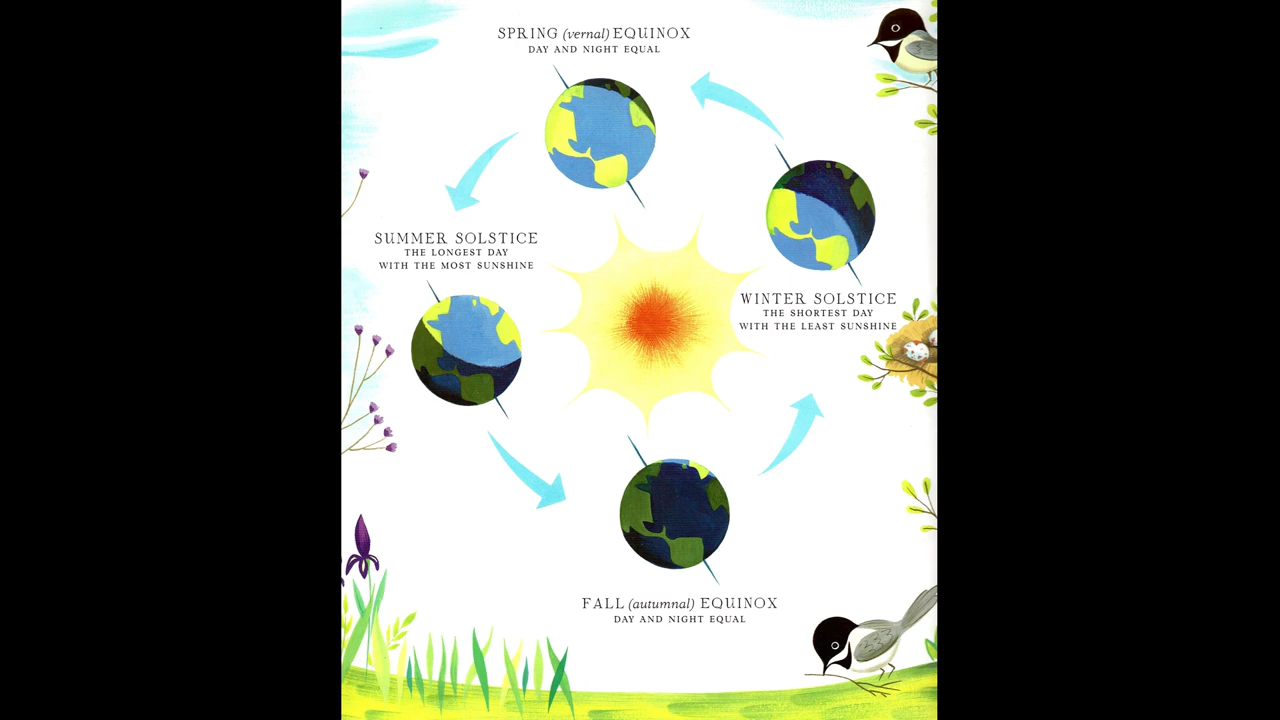 SPRING (vernal) EQUINOX
DAY AND NIGHT EQUAL
SUMMER SOLSTICE
THE LONGEST DAY
WITH THE MOST SUNSHINE
WINTER SOLSTICE
THE SHORTEST DAY
WITH THE LEAST SUNSHINE
FALL (autumnal) EQUINOX
DAY AND NIGHT EQUAL